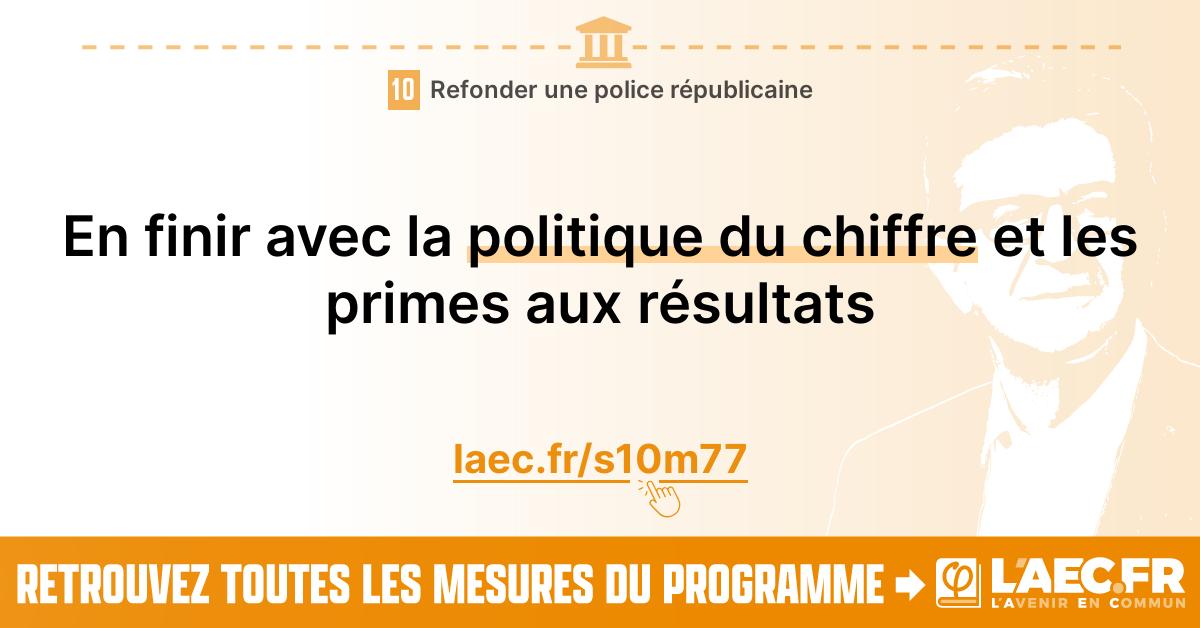 10 Refonder une police républicaine
En finir avec la politique du chiffre et les
primes aux résultats
laec.fr/s10m77
RETROUVEZ TOUTES LES MESURES DU PROGRAMME
φ L'AEC.FR
L'AVENIR EN COMMUN